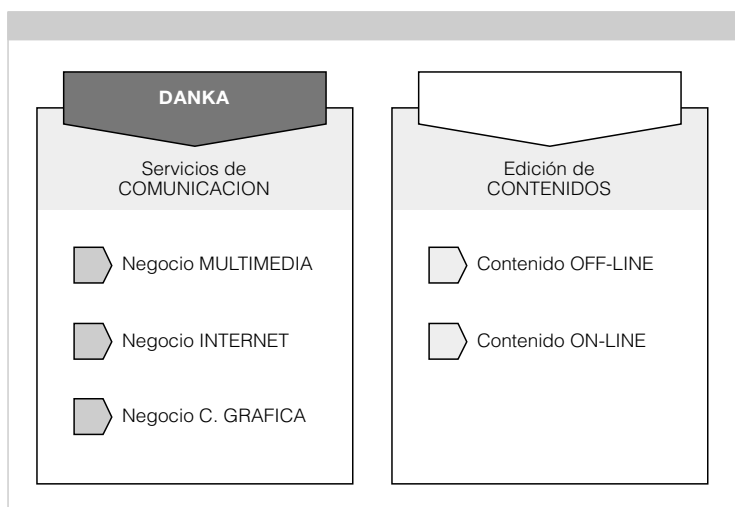 DANKA
Servicios de
COMUNICACION
Negocio MULTIMEDIA
Negocio INTERNET
Negocio C. GRAFICA
Edición de
CONTENIDOS
Contenido OFF-LINE
Contenido ON-LINE